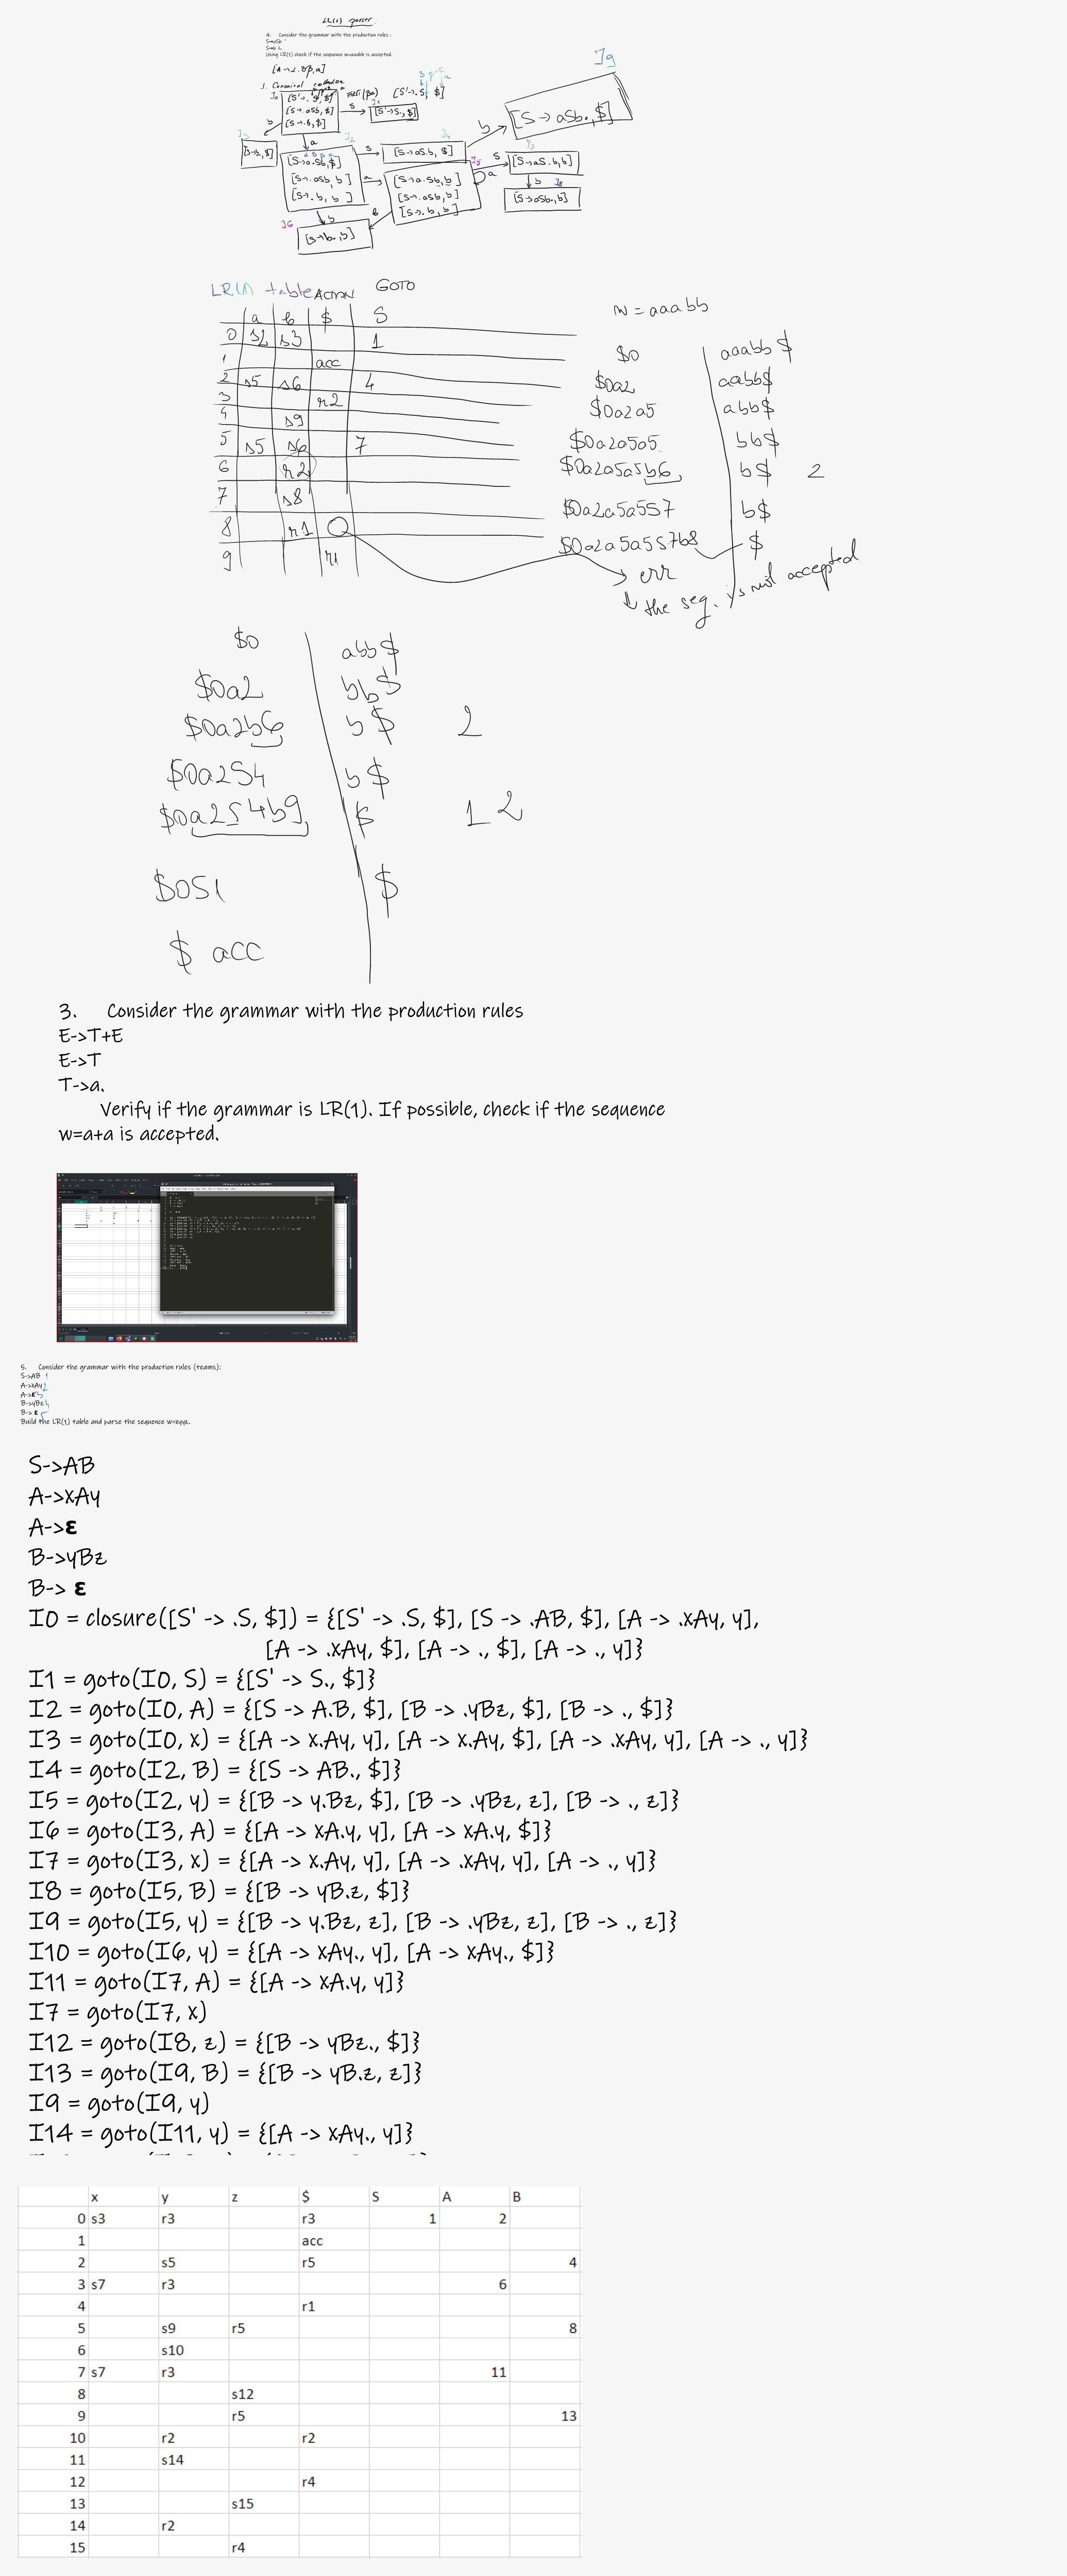 LR(1) parser
4. Consider the grammar with the production rules :
S->aSb
S->b
Using LR(1) check if the sequence w=aaabb is accepted.
[A->α.Bβ,a]
1. Canonical collection
I0
[S'->.S,$]
[S->.aSb,$]
[S->.b,$]
S
I1
[S'->S.,$]
[S'->.S, $]
b
I3
[S->b.,$]
a
I2
[S->a.Sb,$]
[S->.aSb,b]
[S->.b, b]
S
I4
[S->aS.b, $]
b
I9
[S->aSb.,$]
a
I5
[S->a.Sb,b]
[S->.aSb,b]
[S->.b, b]
a
S
I7
[S->aS.b,b]
b
I8
[S->aSb.,b]
b
b
I6
[S->b.,b]
LR(1) table ACTION GOTO
a b $ S
0 s2 s3 1
1 acc
2 s5 s6 4
3 r2
4 s9
5 s5 s6 7
6 r2
7 s8
8 r1
9 r1
w = aaabb
$0 aaabb$
$0a2 aabb$
$0a2a5 abb$
$0a2a5a5 bb$
$0a2a5a5b6 b$ 2
$0a2a5a5S7 b$
$0a2a5a5S7b8 $
err
the seq. is not accepted
$0 abb$
$0a2 bb$
$0a2b6 b$ 2
$0a2S4 b$
$0a2S4b9 $ 12
$0S1 $
$ acc
3. Consider the grammar with the production rules
E->T+E
E->T
T->a.
Verify if the grammar is LR(1). If possible, check if the sequence
w=a+a is accepted.
5. Consider the grammar with the production rules (teams):
S->AB 1
A->xAy 2
A->ε 3
B->yBz 4
B-> ε 5
Build the LR(1) table and parse the sequence w=xyyz.
S->AB
A->xAy
A->ε
B->yBz
B-> ε
I0 = closure([S' -> .S, $]) = {[S' -> .S, $], [S -> .AB, $], [A -> .xAy, y],
[A -> .xAy, $], [A -> ., $], [A -> ., y]}
I1 = goto(I0, S) = {[S' -> S., $]}
I2 = goto(I0, A) = {[S -> A.B, $], [B -> .yBz, $], [B -> ., $]}
I3 = goto(I0, x) = {[A -> x.Ay, y], [A -> x.Ay, $], [A -> .xAy, y], [A -> ., y]}
I4 = goto(I2, B) = {[S -> AB., $]}
I5 = goto(I2, y) = {[B -> y.Bz, $], [B -> .yBz, z], [B -> ., z]}
I6 = goto(I3, A) = {[A -> xA.y, y], [A -> xA.y, $]}
I7 = goto(I3, x) = {[A -> x.Ay, y], [A -> .xAy, y], [A -> ., y]}
I8 = goto(I5, B) = {[B -> yB.z, $]}
I9 = goto(I5, y) = {[B -> y.Bz, z], [B -> .yBz, z], [B -> ., z]}
I10 = goto(I6, y) = {[A -> xAy., y], [A -> xAy., $]}
I11 = goto(I7, A) = {[A -> xA.y, y]}
I7 = goto(I7, x)
I12 = goto(I8, z) = {[B -> yBz., $]}
I13 = goto(I9, B) = {[B -> yB.z, z]}
I9 = goto(I9, y)
I14 = goto(I11, y) = {[A -> xAy., y]}
x y z $ S A B
0 s3 r3 r3 1 2
1 acc
2 s5 r5 4
3 s7 r3 6
4 r1
5 s9 r5 8
6 s10
7 s7 r3 11
8 s12
9 r5 13
10 r2 r2
11 s14
12 r4
13 s15
14 r2
15 r4